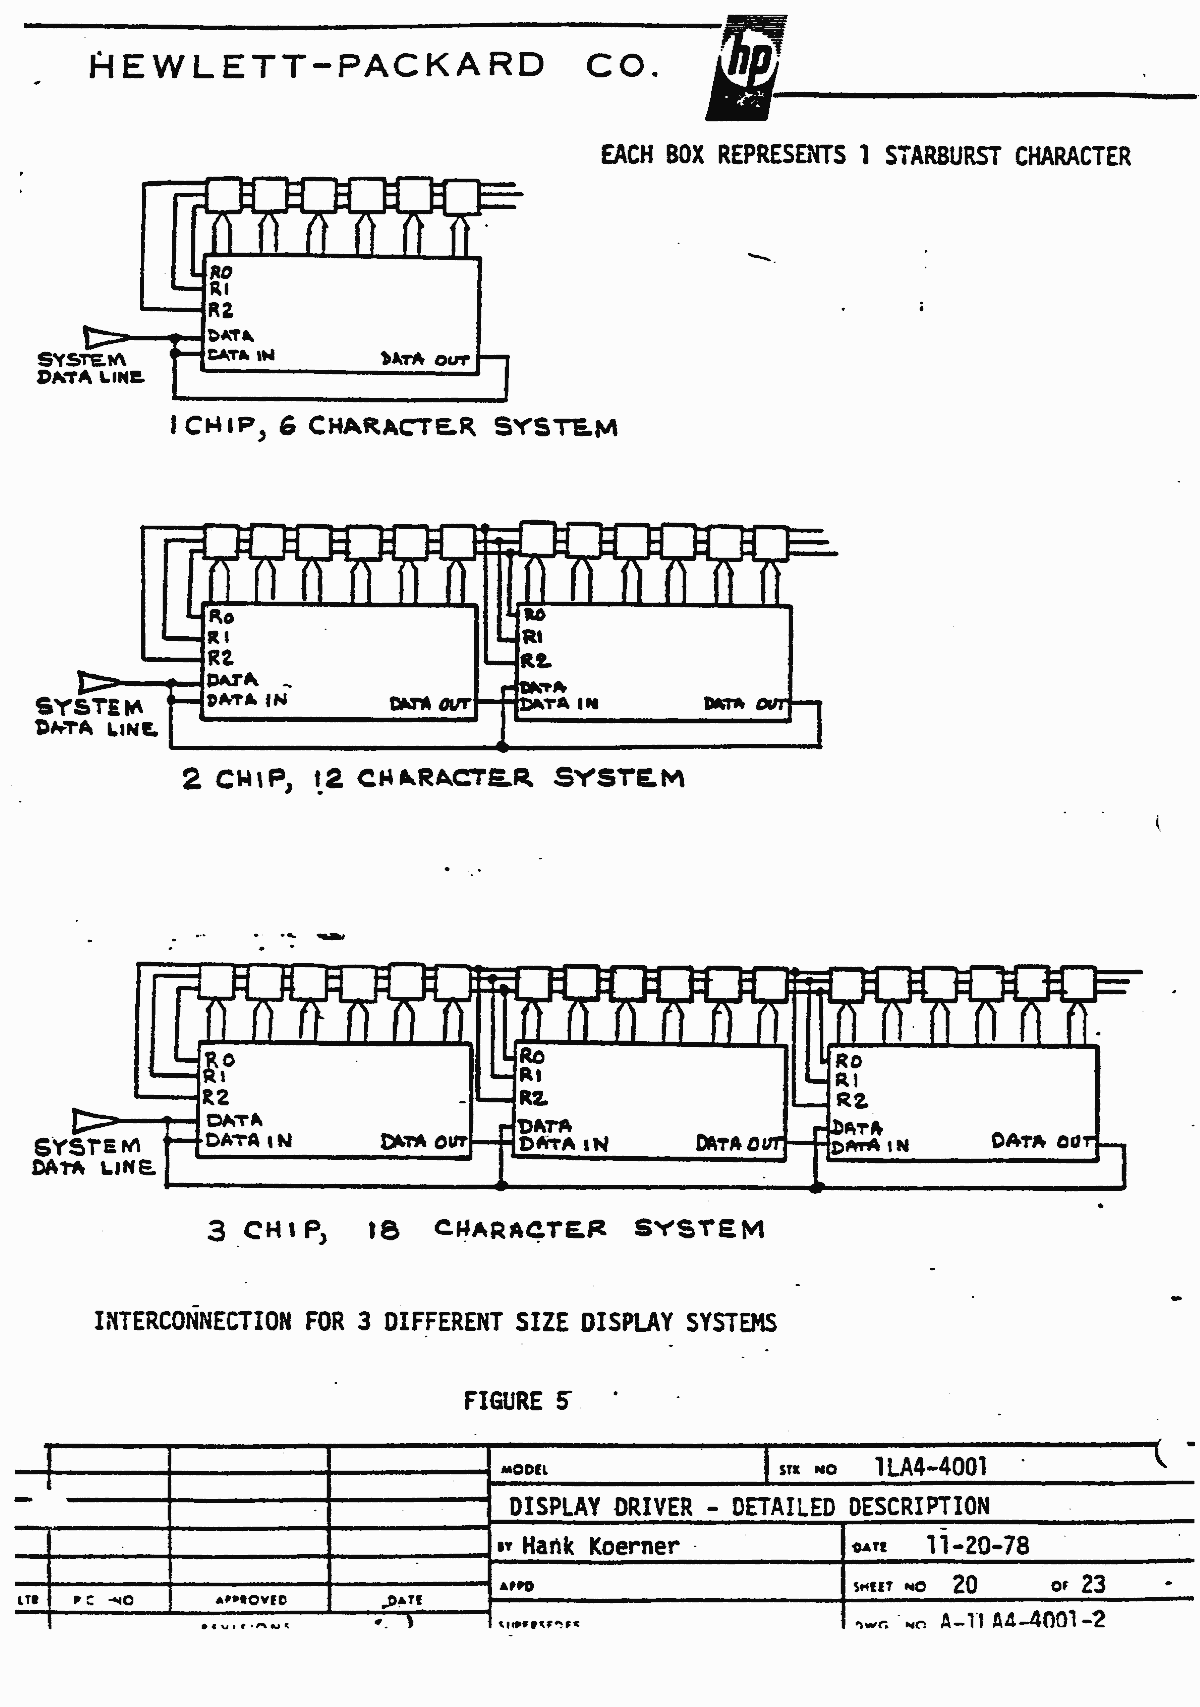 HEWLETT-PACKARD CO.
hp
EACH BOX REPRESENTS 1 STARBURST CHARACTER
R0
R1
R2
DATA
DATA IN DATA OUT
SYSTEM
DATA LINE
1 CHIP, 6 CHARACTER SYSTEM
R0 R0
R1 R1
R2 R2
DATA DATA
DATA IN DATA OUT DATA IN DATA OUT
SYSTEM
DATA LINE
2 CHIP, 12 CHARACTER SYSTEM
R0 R0 R0
R1 R1 R1
R2 R2 R2
DATA DATA DATA
DATA IN DATA OUT DATA IN DATA OUT DATA IN DATA OUT
SYSTEM
DATA LINE
3 CHIP, 18 CHARACTER SYSTEM
INTERCONNECTION FOR 3 DIFFERENT SIZE DISPLAY SYSTEMS
FIGURE 5
MODEL STK NO 1LA4-4001
DISPLAY DRIVER - DETAILED DESCRIPTION
BY Hank Koerner DATE 11-20-78
APPD SHEET NO 20 OF 23
LTR PC NO APPROVED DATE
REVISIONS SUPERSEDES DWG NO A-1LA4-4001-2